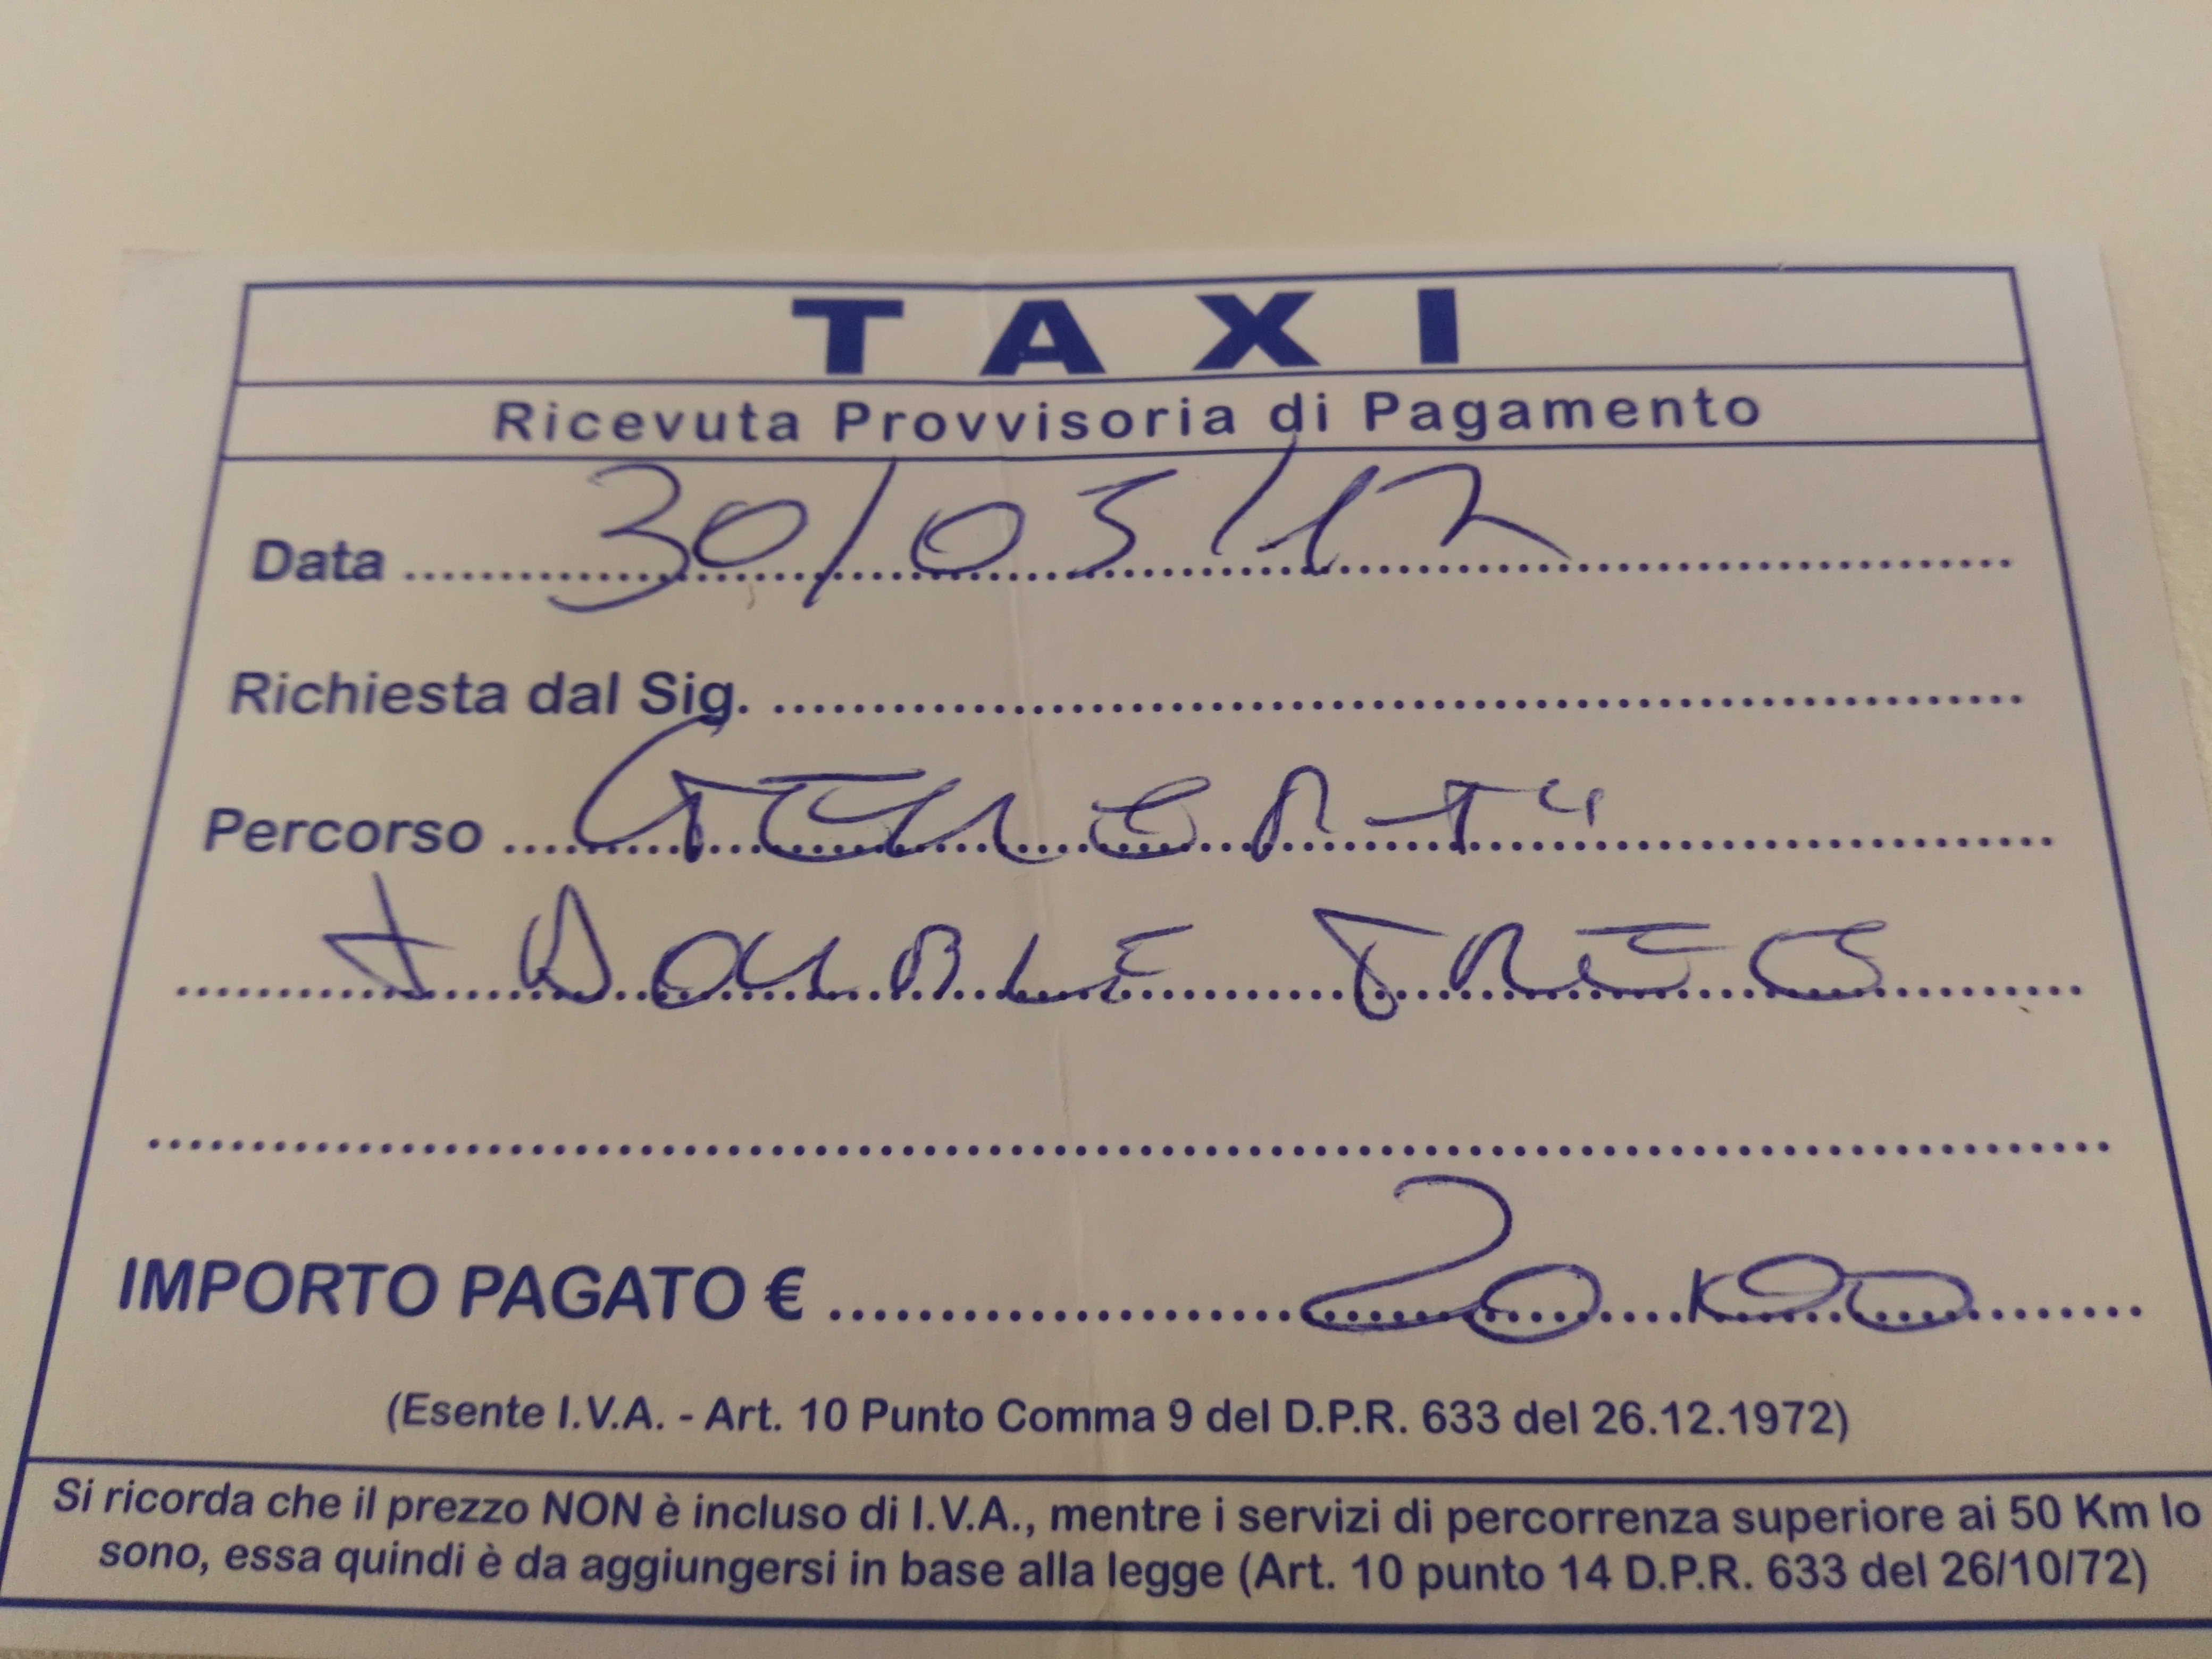 TAXI
Ricevuta Provvisoria di Pagamento
Data 30/03/17
Richiesta dal Sig.
Percorso
DOUBLE TREE
IMPORTO PAGATO € 20,00
(Esente I.V.A. - Art. 10 Punto Comma 9 del D.P.R. 633 del 26.12.1972)
Si ricorda che il prezzo NON è incluso di I.V.A., mentre i servizi di percorrenza superiore ai 50 Km lo
sono, essa quindi è da aggiungersi in base alla legge (Art. 10 punto 14 D.P.R. 633 del 26/10/72)